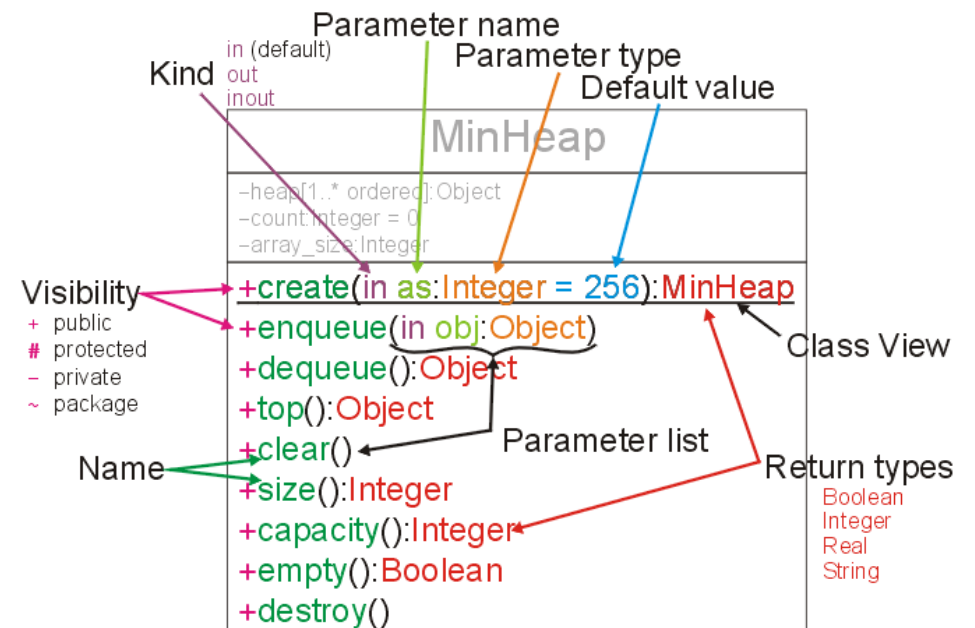 Parameter name
in (default)
Kind out
inout
Parameter type
Default value
MinHeap
–heap[1..* ordered]:Object
–count:Integer = 0
–array_size:Integer
Visibility
+ public
# protected
– private
~ package
+create(in as:Integer = 256):MinHeap
+enqueue(in obj:Object)
Class View
+dequeue():Object
+top():Object
+clear()
Parameter list
Name
+size():Integer
Return types
Boolean
Integer
Real
String
+capacity():Integer
+empty():Boolean
+destroy()